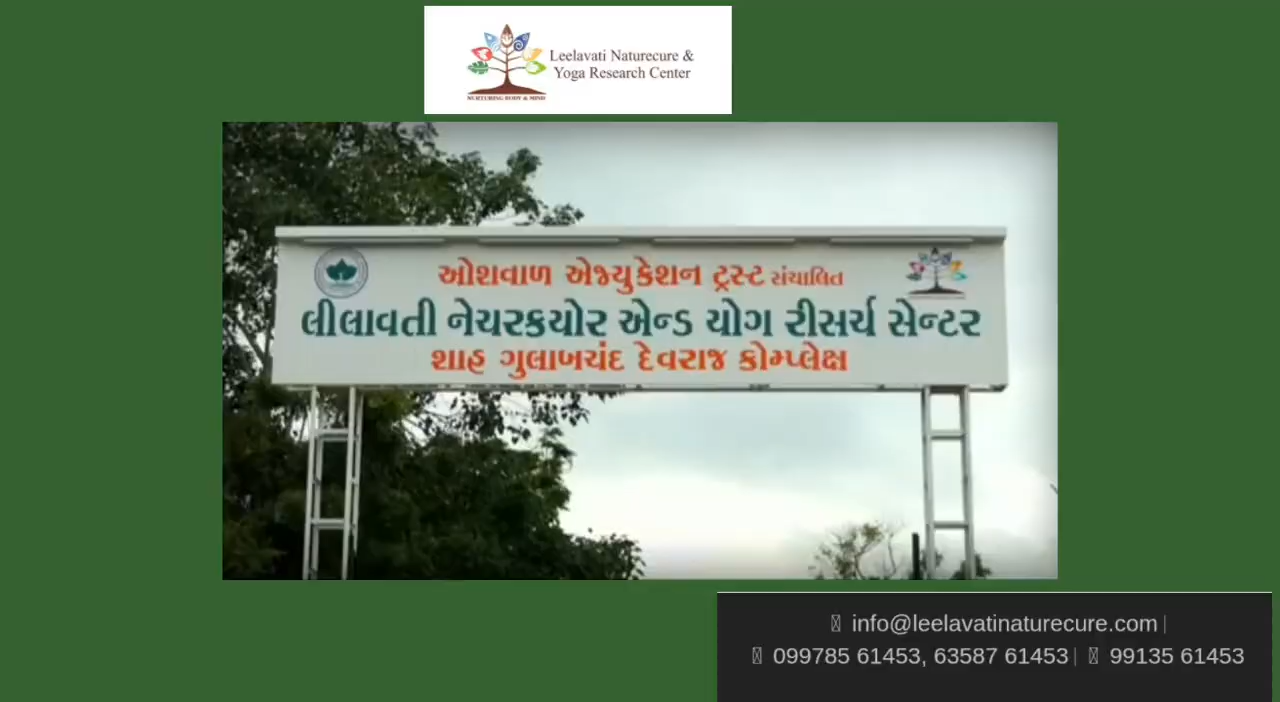 Leelavati Naturecure &
Yoga Research Center
NURTURING BODY & MIND
ઓશવાળ એજ્યુકેશન ટ્રસ્ટ સંચાલિત
લીલાવતી નેચરકયોર એન્ડ યોગ રીસર્ચ સેન્ટર
શાહ ગુલાબચંદ દેવરાજ કોમ્પ્લેક્ષ
info@leelavatinaturecure.com |
099785 61453, 63587 61453 | 99135 61453